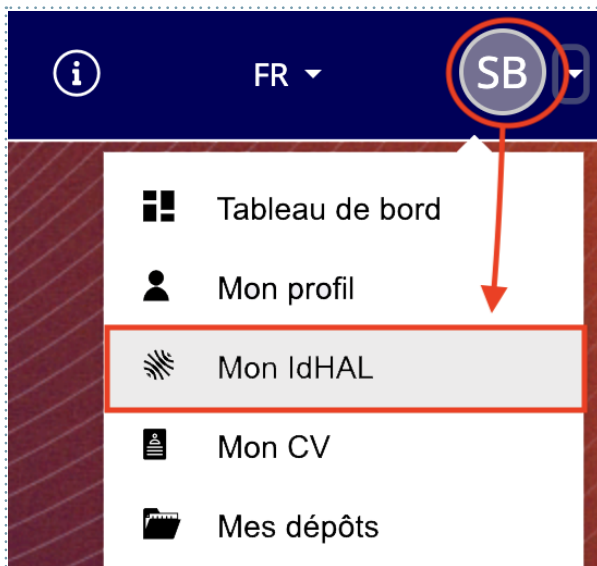 FR
SB
Tableau de bord
Mon profil
Mon IdHAL
Mon CV
Mes dépôts